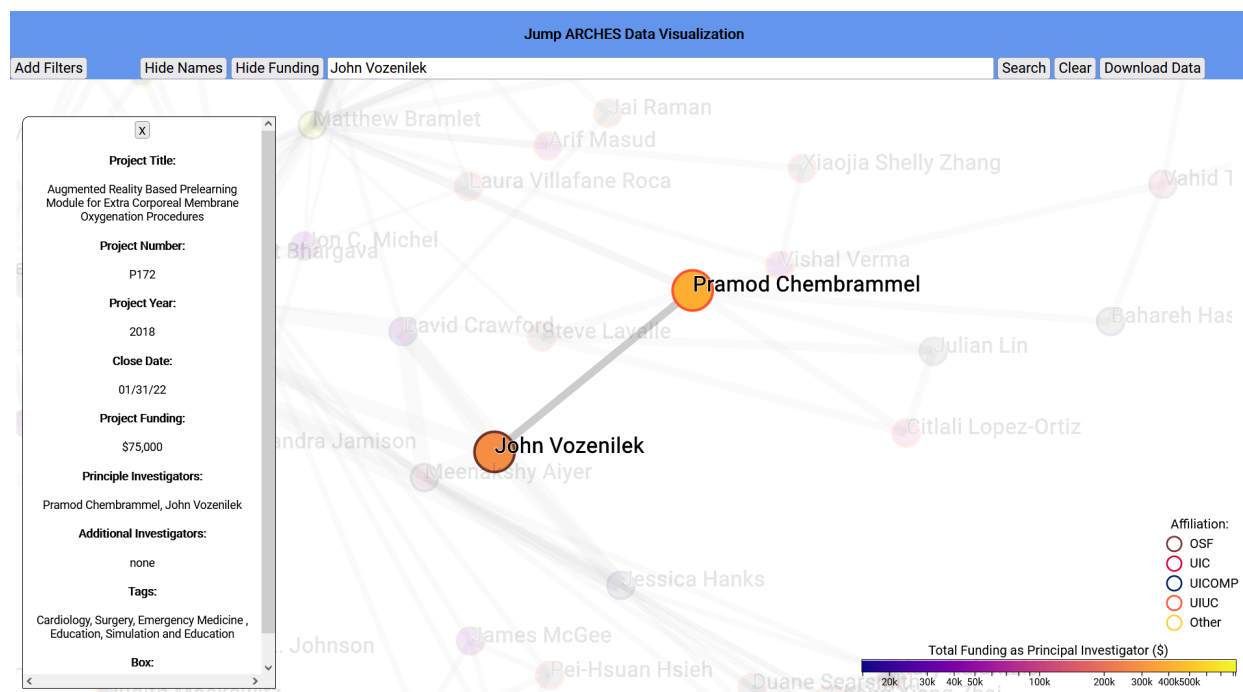 Jump ARCHES Data Visualization
Add Filters Hide Names Hide Funding John Vozenilek Search Clear Download Data
X
Project Title:
Augmented Reality Based Prelearning
Module for Extra Corporeal Membrane
Oxygenation Procedures
Project Number:
P172
Project Year:
2018
Close Date:
01/31/22
Project Funding:
$75,000
Principle Investigators:
Pramod Chembrammel, John Vozenilek
Additional Investigators:
none
Tags:
Cardiology, Surgery, Emergency Medicine ,
Education, Simulation and Education
Box:
Jai Raman
Matthew Bramlet
Arif Masud
Xiaojia Shelly Zhang
Laura Villafane Roca
Vahid T
Jon C. Michel
t Bhargava
Vishal Verma
Pramod Chembrammel
Bahareh Has
David Crawford
Steve Lavalle
Julian Lin
Citlali Lopez-Ortiz
andra Jamison
John Vozenilek
Meenakshy Aiyer
Jessica Hanks
James McGee
. Johnson
Pei-Hsuan Hsieh
Duane Searsmith
Affiliation:
OSF
UIC
UICOMP
UIUC
Other
Total Funding as Principal Investigator ($)
20k 30k 40k 50k 100k 200k 300k 400k 500k